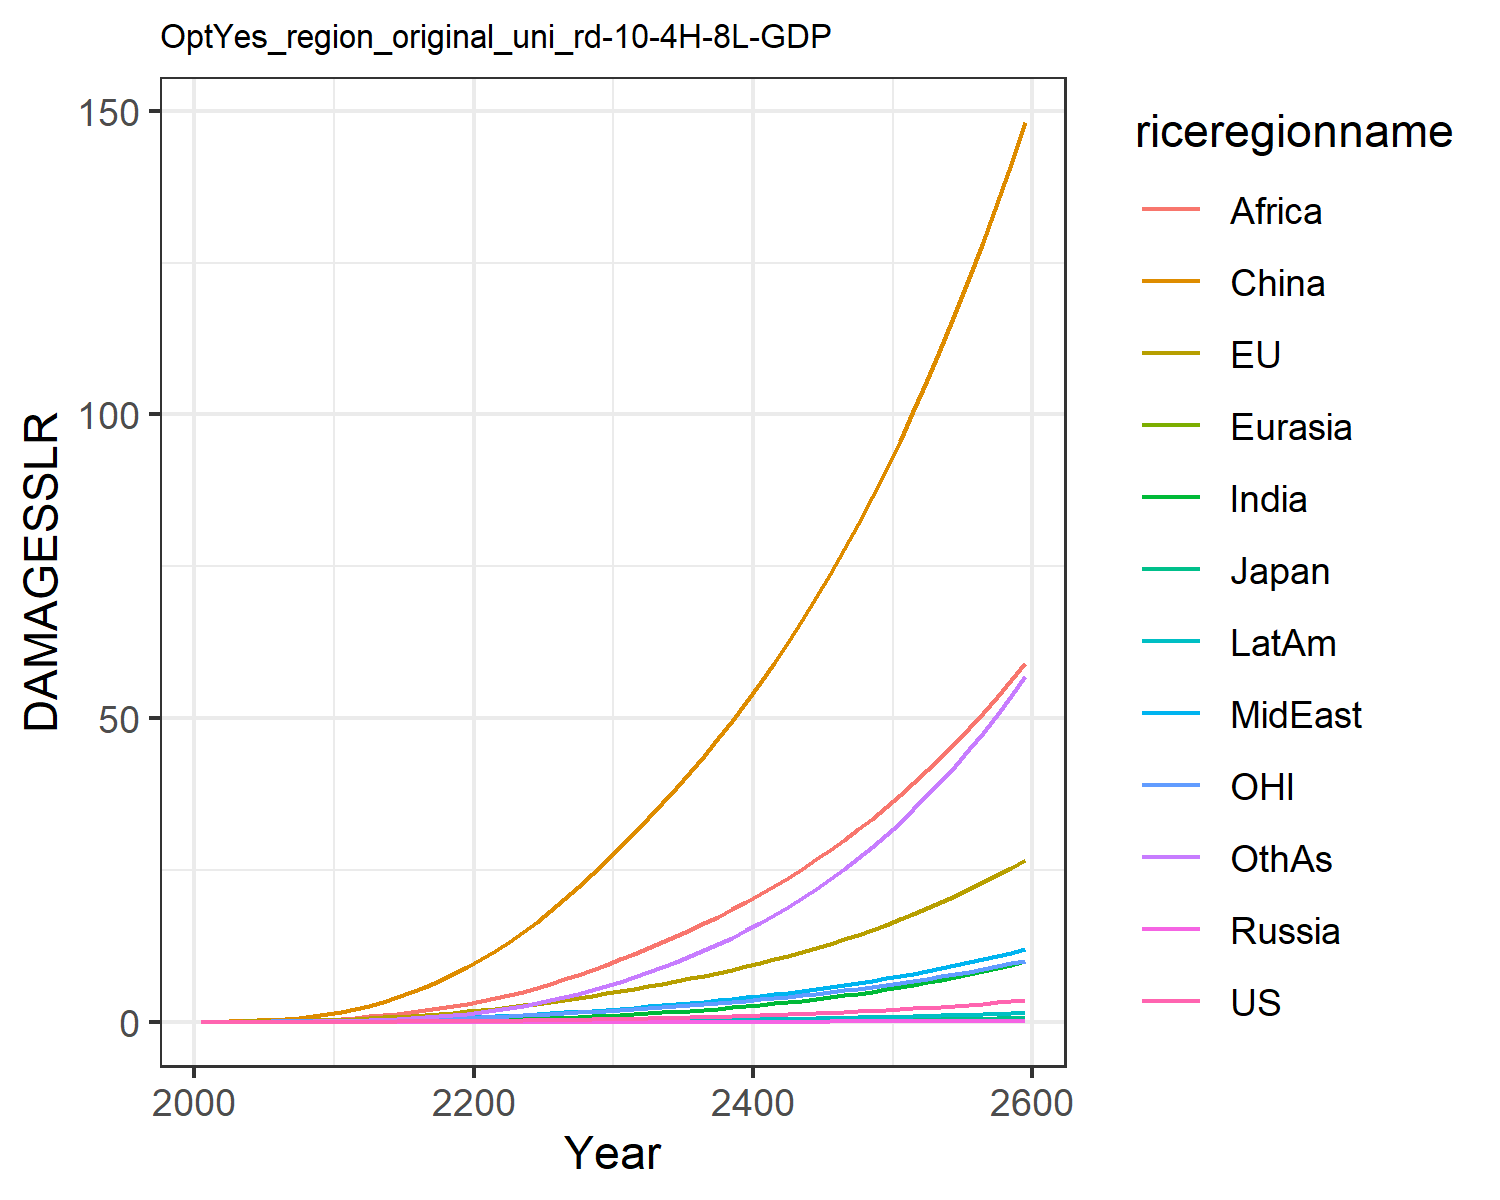 OptYes_region_original_uni_rd-10-4H-8L-GDP
150
100
50
0
DAMAGESSLR
2000
2200
2400
2600
Year
riceregionname
Africa
China
EU
Eurasia
India
Japan
LatAm
MidEast
OHI
OthAs
Russia
US